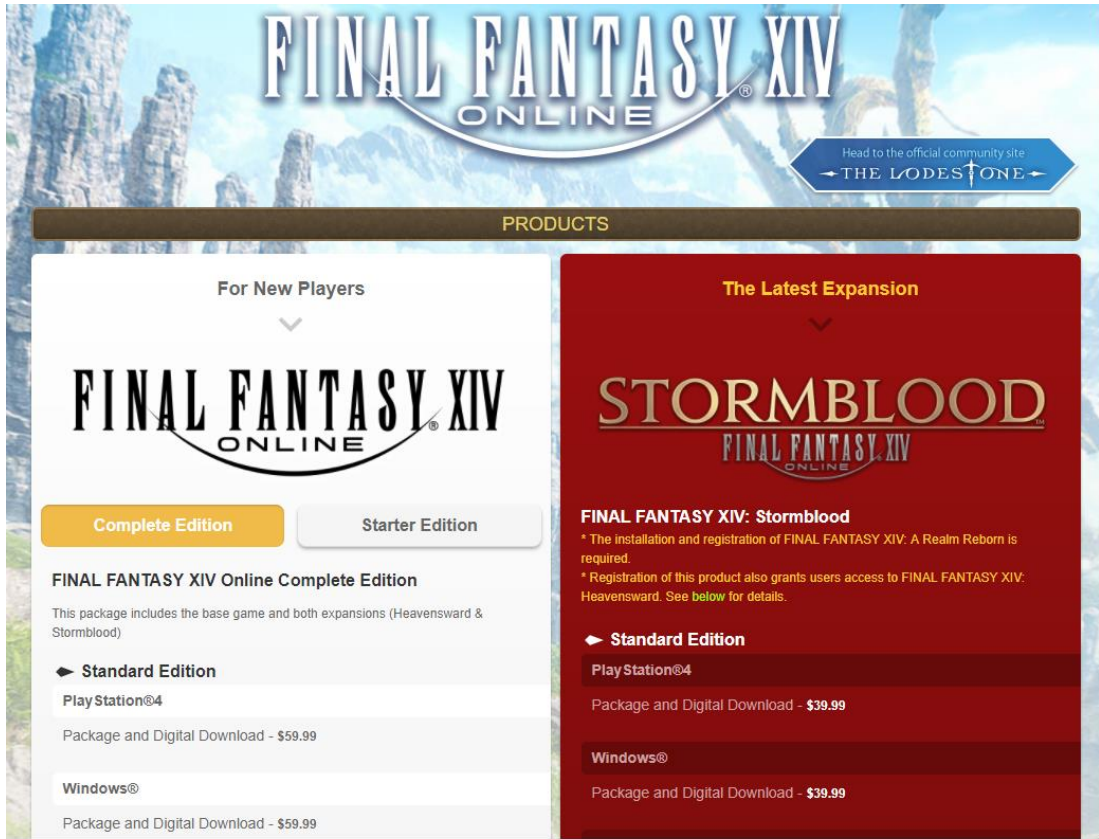 FINAL FANTASY® XIV
ONLINE
Head to the official community site
THE LODESTONE
PRODUCTS
For New Players
FINAL FANTASY® XIV
ONLINE
Complete Edition
Starter Edition
FINAL FANTASY XIV Online Complete Edition
This package includes the base game and both expansions (Heavensward &
Stormblood)
Standard Edition
PlayStation®4
Package and Digital Download - $59.99
Windows®
Package and Digital Download - $59.99
The Latest Expansion
STORMBLOOD™
FINAL FANTASY® XIV
ONLINE
FINAL FANTASY XIV: Stormblood
* The installation and registration of FINAL FANTASY XIV: A Realm Reborn is
required.
* Registration of this product also grants users access to FINAL FANTASY XIV:
Heavensward. See below for details.
Standard Edition
PlayStation®4
Package and Digital Download - $39.99
Windows®
Package and Digital Download - $39.99